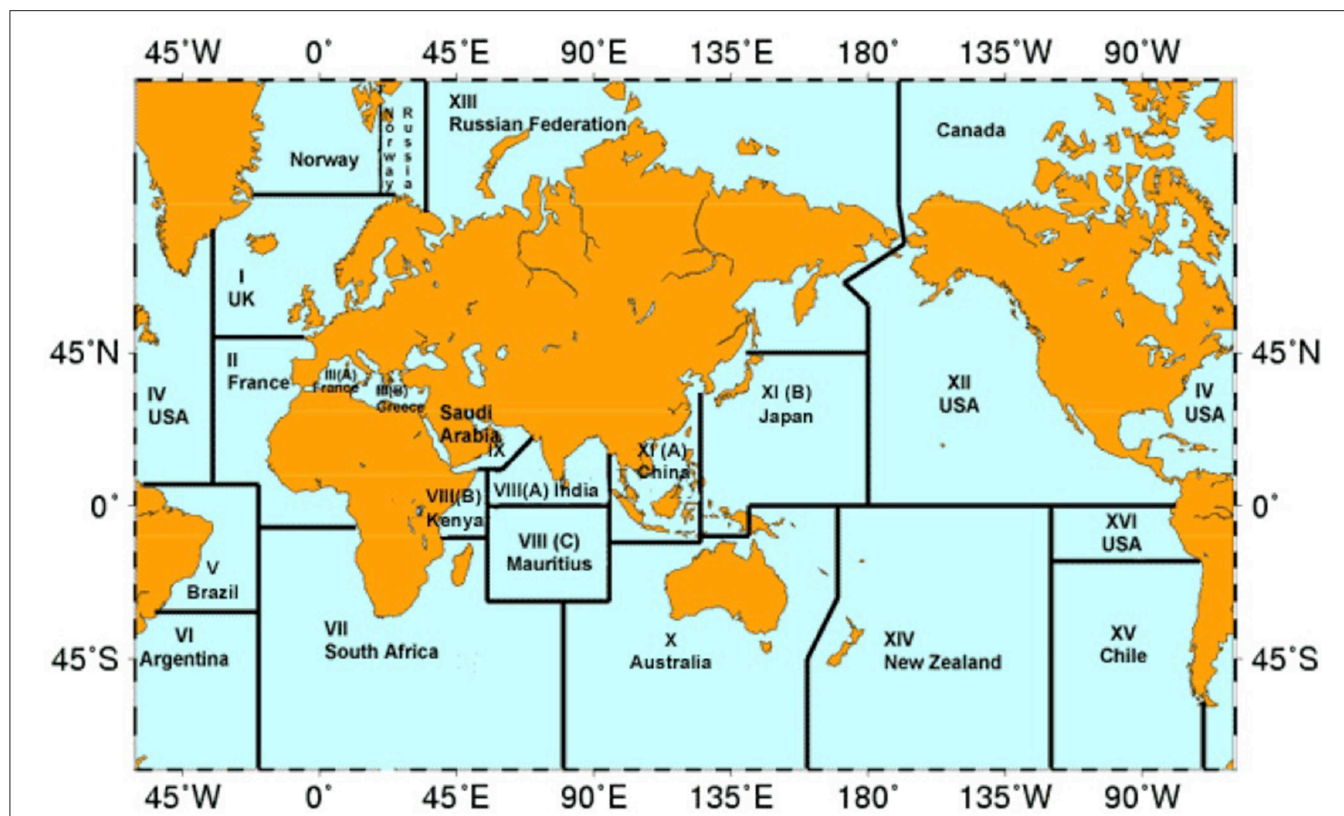 45˚W 0˚ 45˚E 90˚E 135˚E 180˚ 135˚W 90˚W
XIII
Russian Federation
Canada
Norway
Norway
Russia
I
UK
45˚N
45˚N
II
France
III(A)
France
III(B)
Greece
IV
USA
Saudi
Arabia
IX
XI (A)
China
XI (B)
Japan
XII
USA
IV
USA
VIII(B)
Kenya
VIII(A) India
0˚
0˚
VIII (C)
Mauritius
XVI
USA
V
Brazil
VI
Argentina
VII
South Africa
X
Australia
XIV
New Zealand
XV
Chile
45˚S
45˚S
45˚W 0˚ 45˚E 90˚E 135˚E 180˚ 135˚W 90˚W